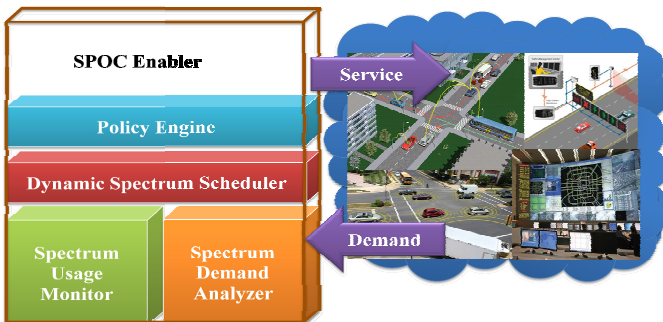 SPOC Enabler
Policy Engine
Dynamic Spectrum Scheduler
Spectrum
Usage
Monitor
Spectrum
Demand
Analyzer
Service
Demand